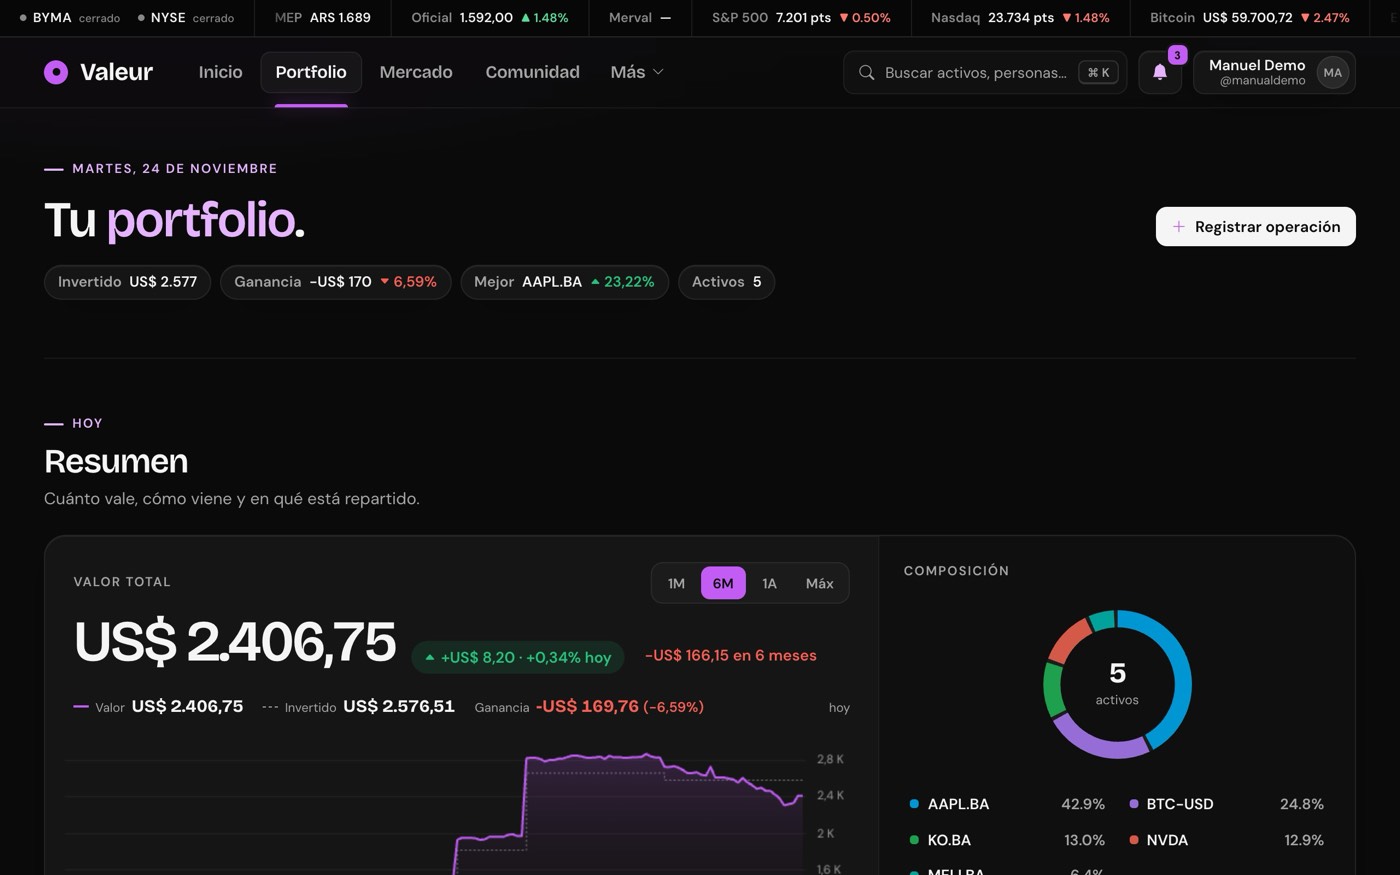 BYMA cerrado NYSE cerrado MEP ARS 1.689 Oficial 1.592,00 ▲ 1.48% Merval — S&P 500 7.201 pts ▼ 0.50% Nasdaq 23.734 pts ▼ 1.48% Bitcoin US$ 59.700,72 ▼ 2.47%
Valeur Inicio Portfolio Mercado Comunidad Más Buscar activos, personas... ⌘ K 3 Manuel Demo MA
@manualdemo
MARTES, 24 DE NOVIEMBRE
Tu portfolio.
+ Registrar operación
Invertido US$ 2.577 Ganancia -US$ 170 ▼ 6,59% Mejor AAPL.BA ▲ 23,22% Activos 5
HOY
Resumen
Cuánto vale, cómo viene y en qué está repartido.
VALOR TOTAL 1M 6M 1A Máx
US$ 2.406,75 ▲ +US$ 8,20 · +0,34% hoy -US$ 166,15 en 6 meses
Valor US$ 2.406,75 Invertido US$ 2.576,51 Ganancia -US$ 169,76 (-6,59%) hoy
2,8 K
2,4 K
2 K
1,6 K
COMPOSICIÓN
5
activos
AAPL.BA 42.9% BTC-USD 24.8%
KO.BA 13.0% NVDA 12.9%
MELI.BA 6.4%